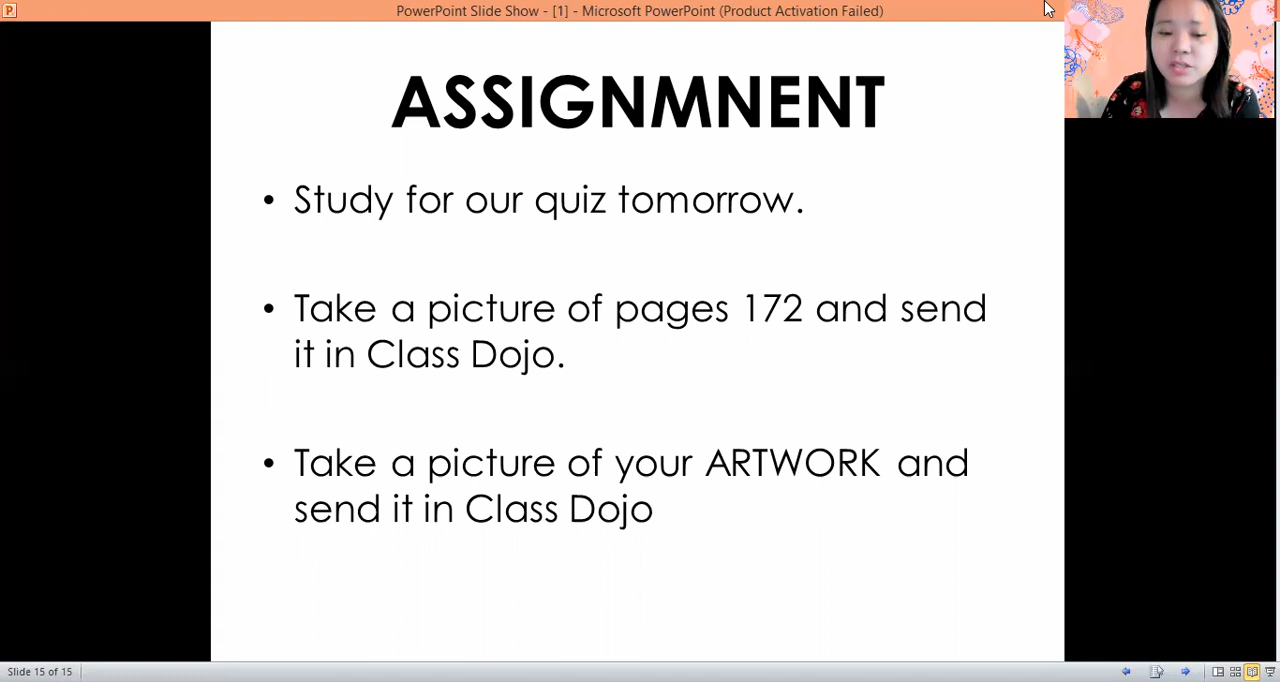 PowerPoint Slide Show - [1] - Microsoft PowerPoint (Product Activation Failed)
ASSIGNMNENT
• Study for our quiz tomorrow.
• Take a picture of pages 172 and send
it in Class Dojo.
• Take a picture of your ARTWORK and
send it in Class Dojo
Slide 15 of 15